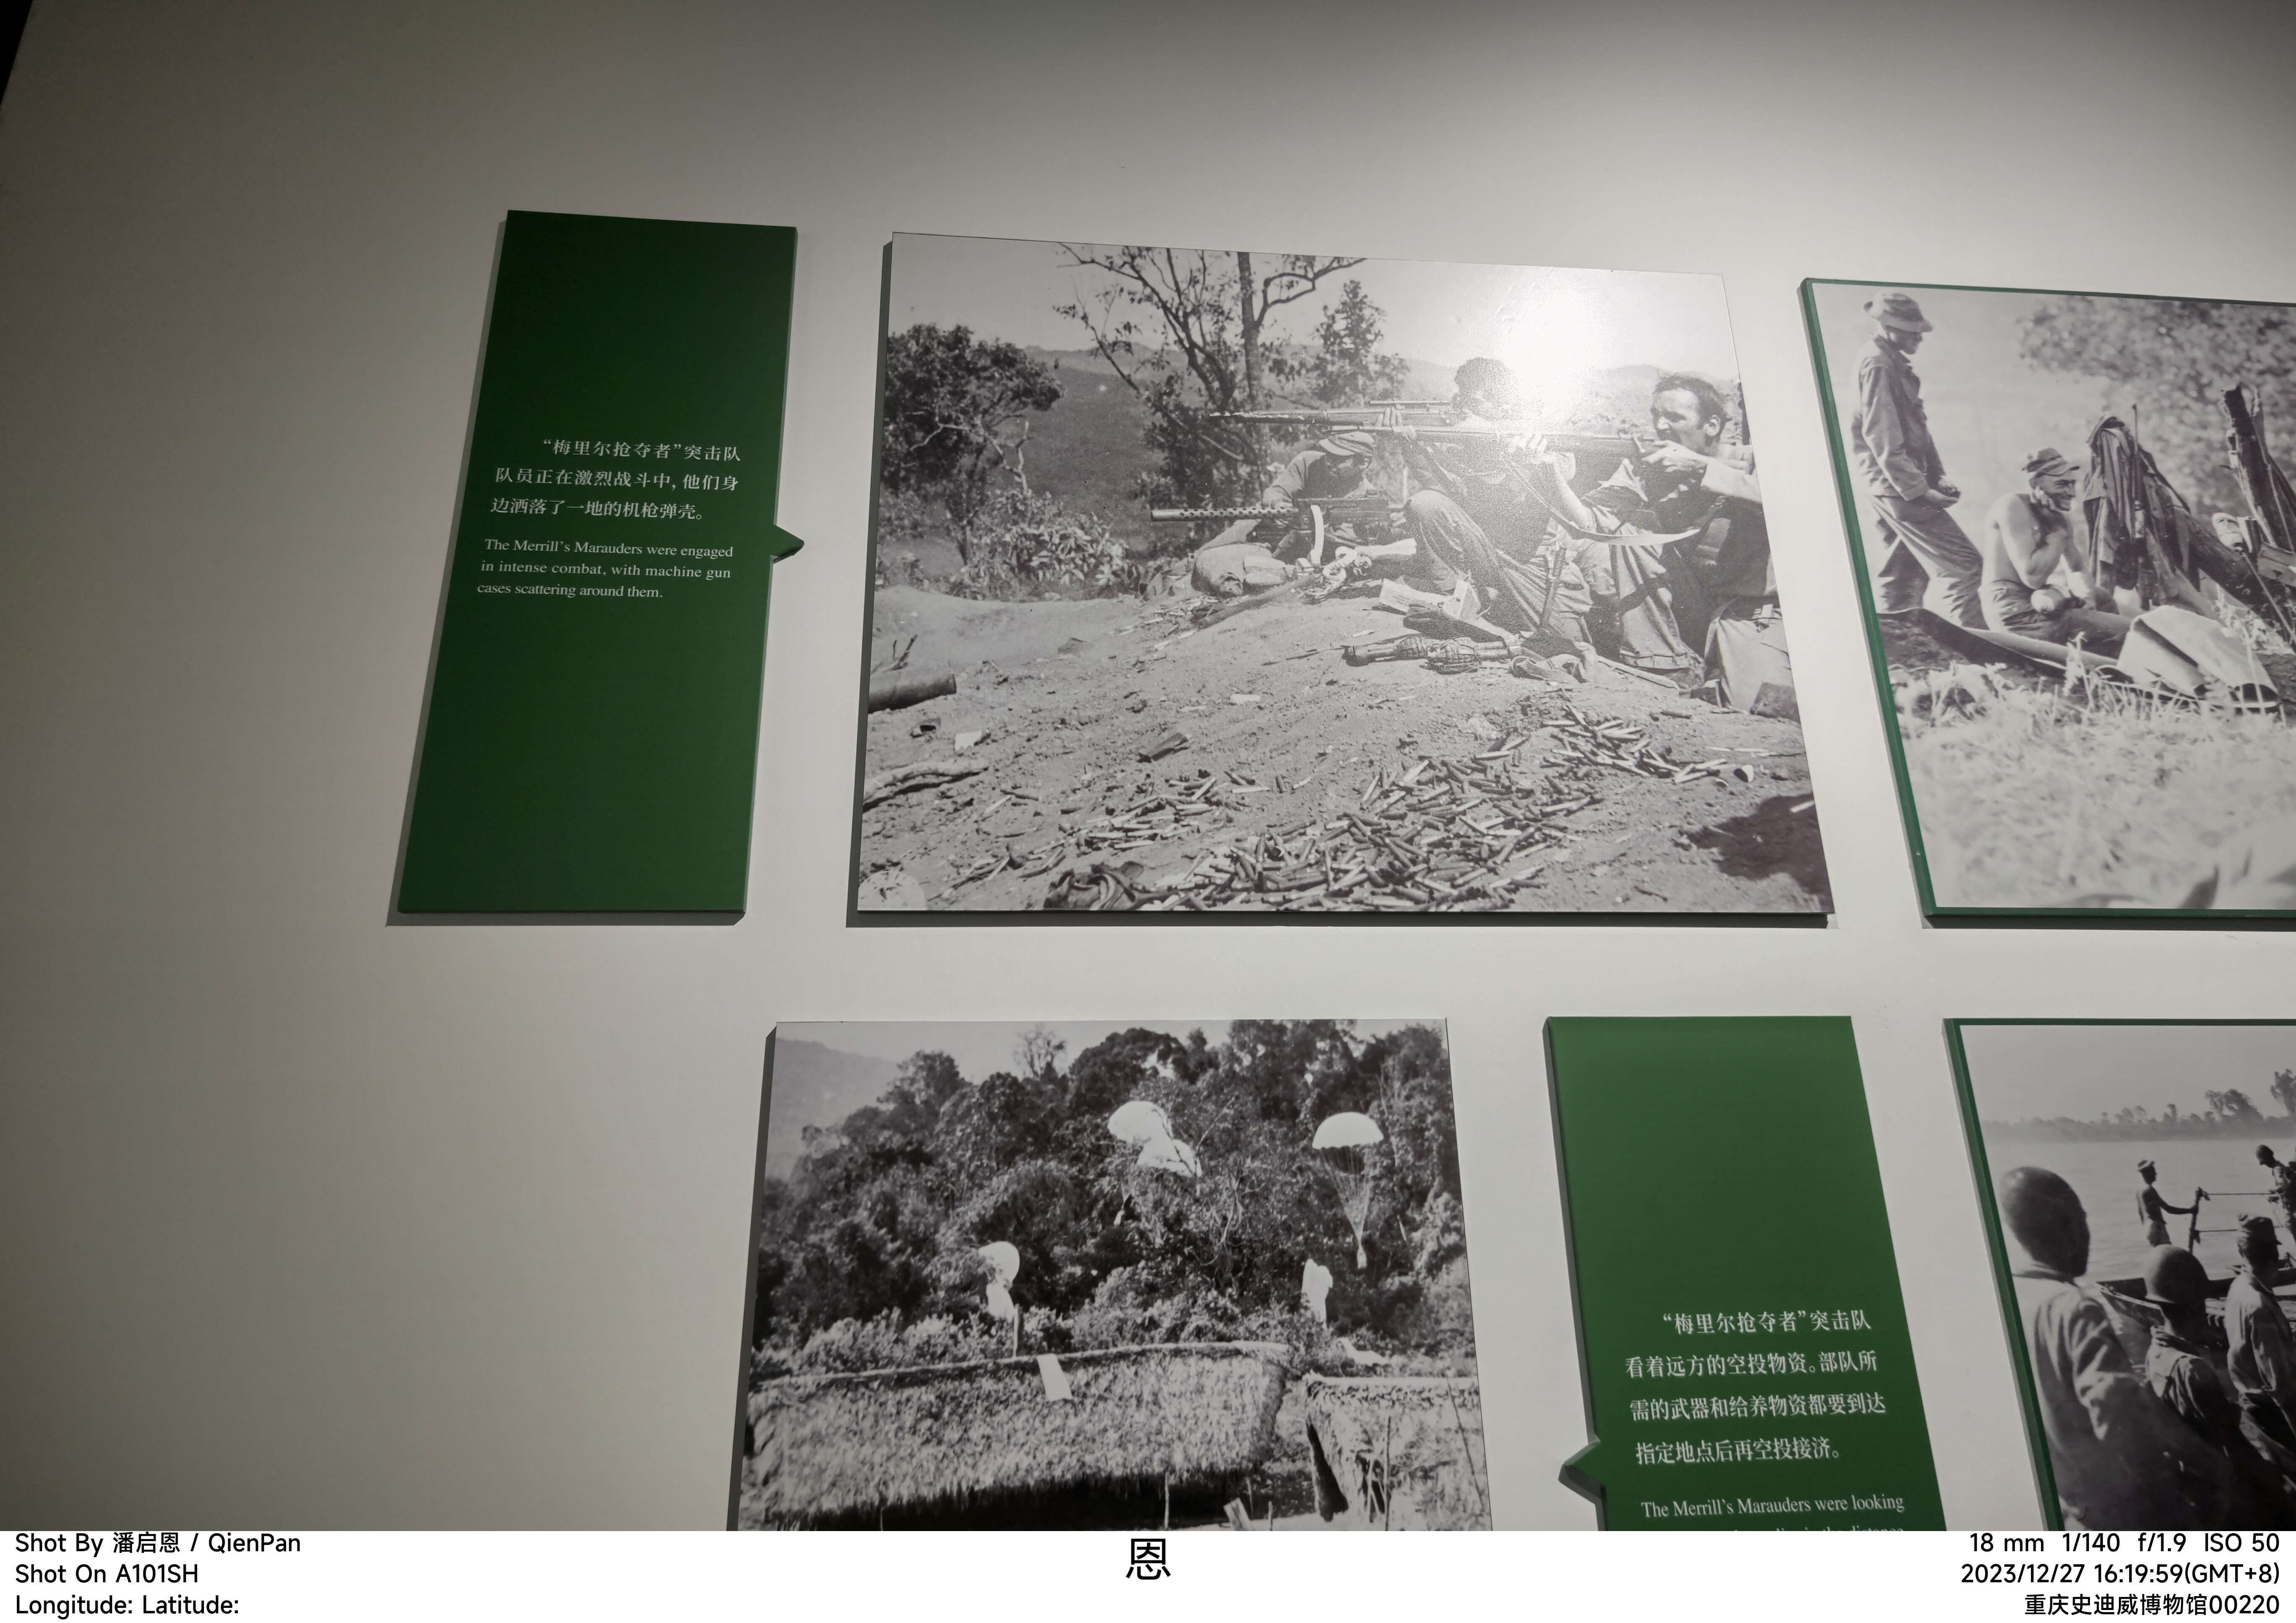 “梅里尔抢夺者”突击队
队员正在激烈战斗中，他们身
边洒落了一地的机枪弹壳。
The Merrill's Marauders were engaged
in intense combat, with machine gun
cases scattering around them.
“梅里尔抢夺者”突击队
看着远方的空投物资。部队所
需的武器和给养物资都要到达
指定地点后再空投接济。
The Merrill's Marauders were looking
Shot By 潘启恩 / QienPan
Shot On A101SH
Longitude: Latitude:
恩
18 mm 1/140 f/1.9 ISO 50
2023/12/27 16:19:59(GMT+8)
重庆史迪威博物馆00220